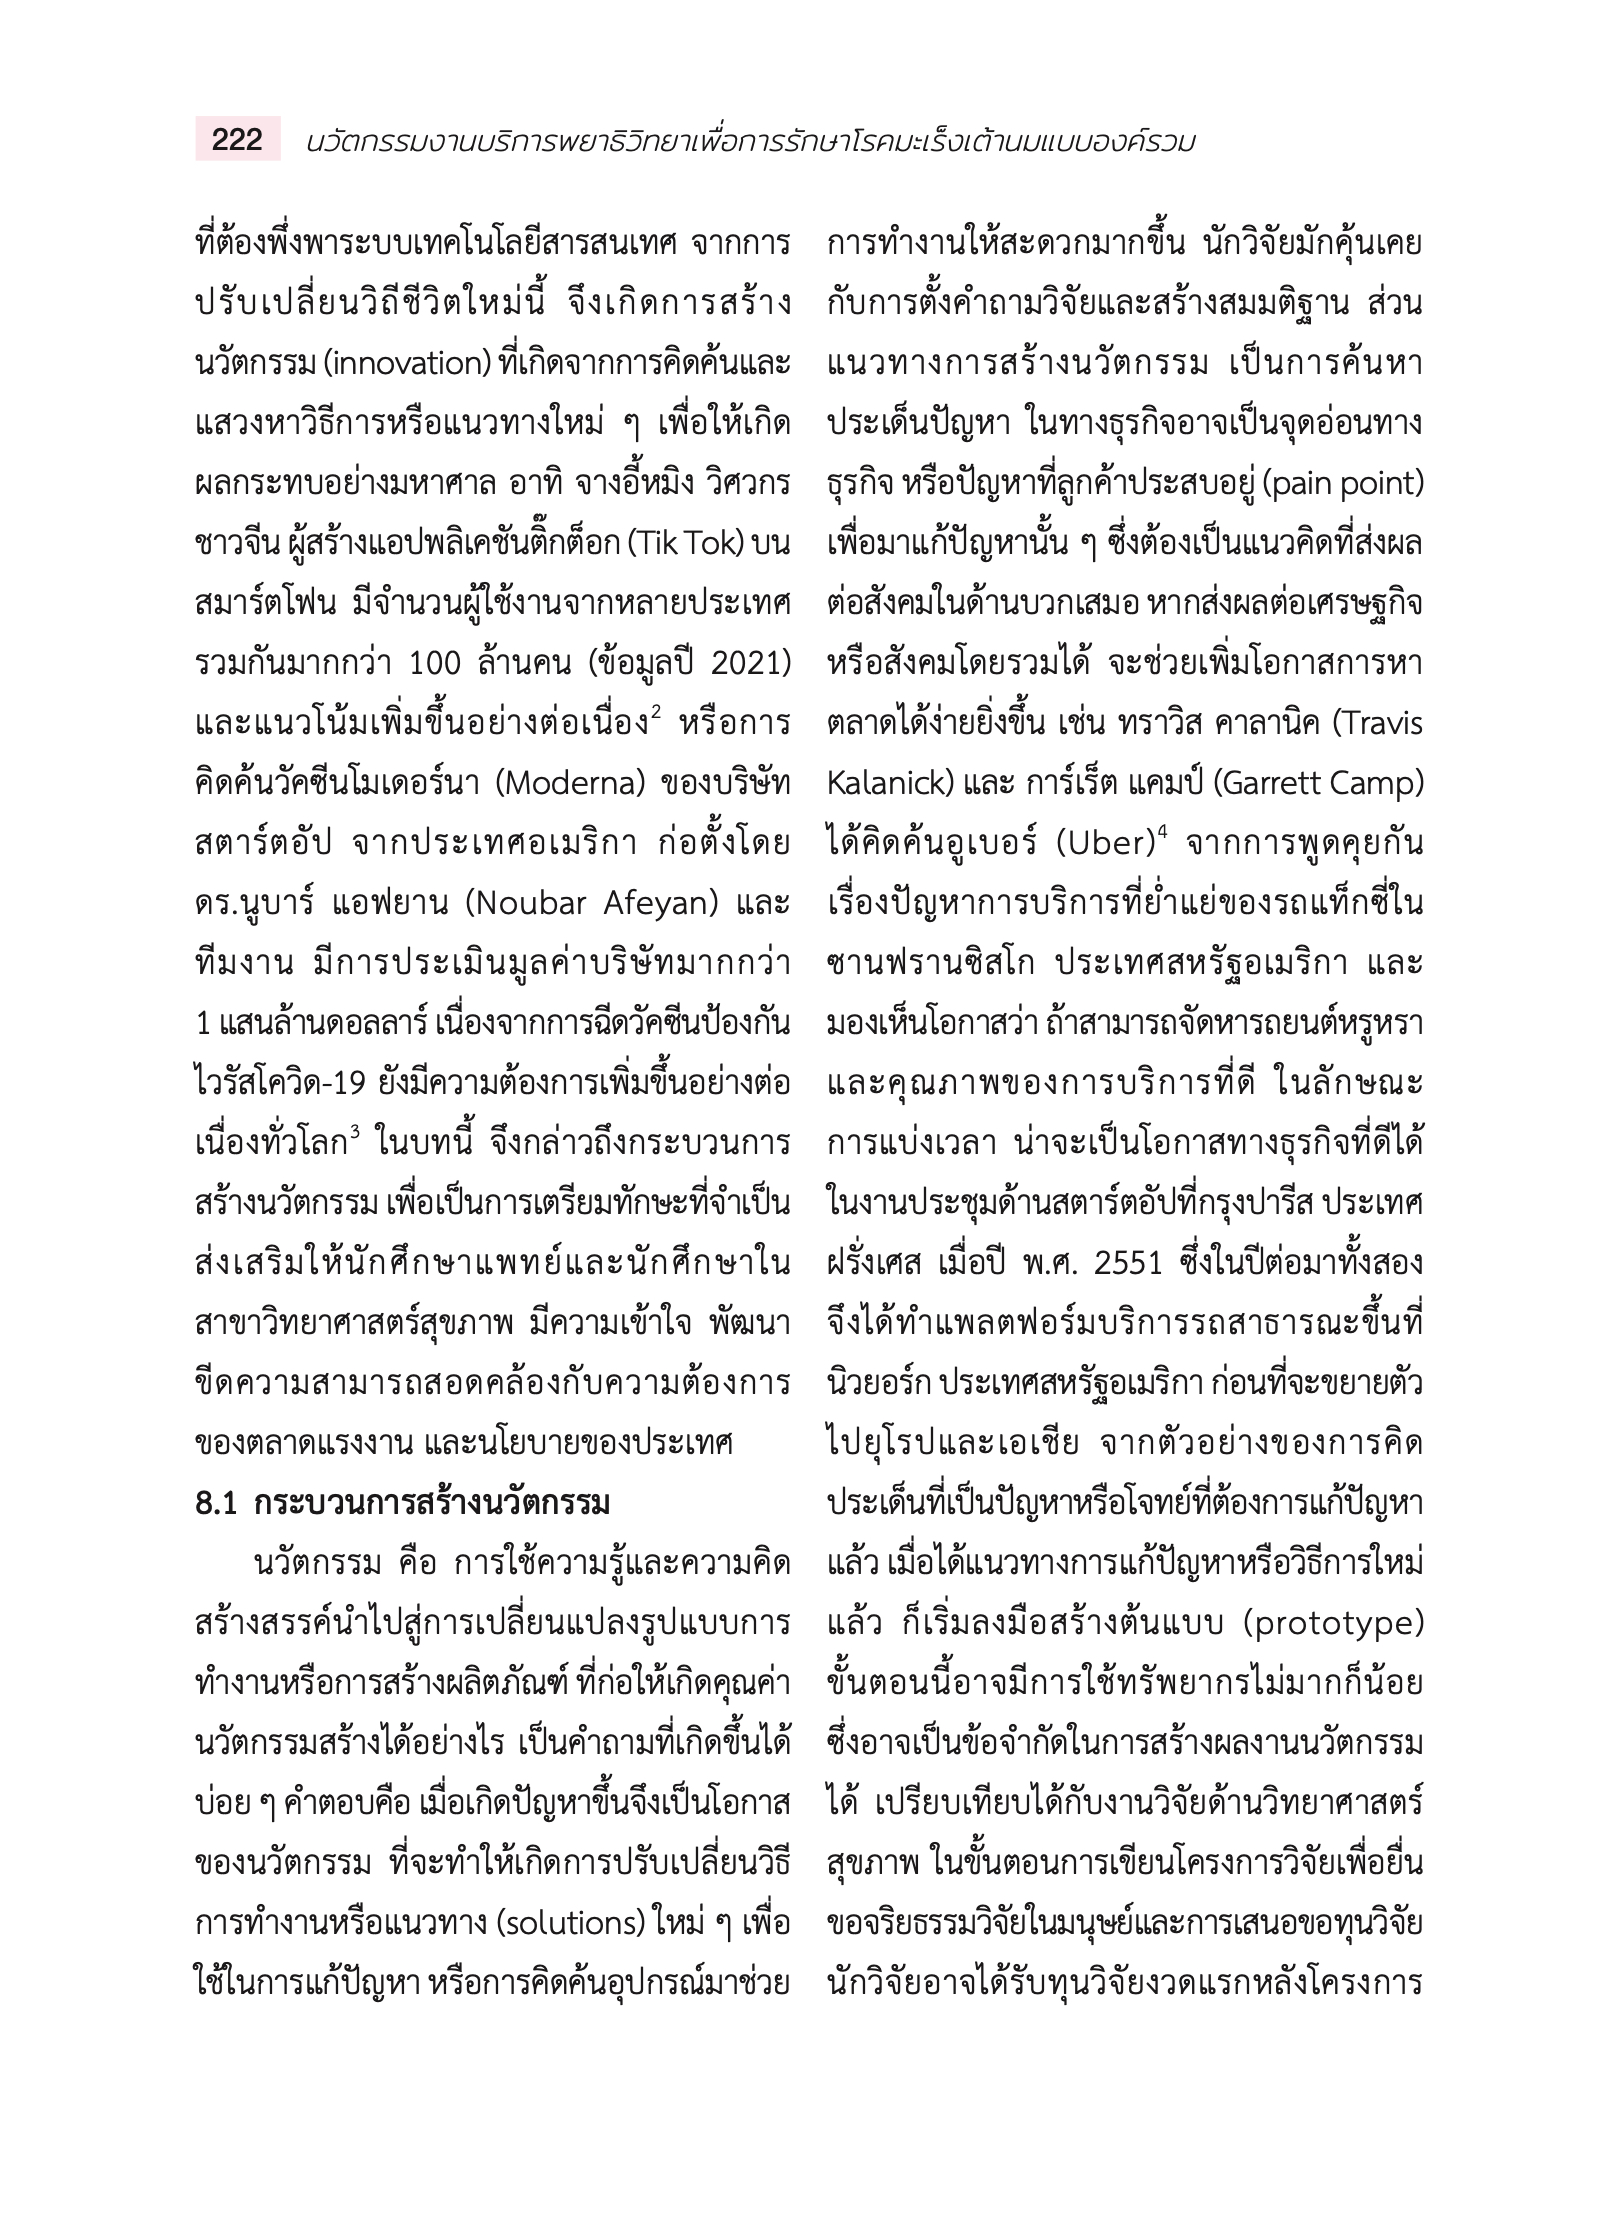 222 นวัตกรรมงานบริการพยาธิวิทยาเพื่อการรักษาโรคมะเร็งเต้านมแบบองค์รวม
ที่ต้องพึ่งพาระบบเทคโนโลยีสารสนเทศ จากการ
ปรับเปลี่ยนวิถีชีวิตใหม่นี้ จึงเกิดการสร้าง
นวัตกรรม (innovation) ที่เกิดจากการคิดค้นและ
แสวงหาวิธีการหรือแนวทางใหม่ ๆ เพื่อให้เกิด
ผลกระทบอย่างมหาศาล อาทิ จางอี้หมิง วิศวกร
ชาวจีน ผู้สร้างแอปพลิเคชันติ๊กต็อก (Tik Tok) บน
สมาร์ตโฟน มีจำนวนผู้ใช้งานจากหลายประเทศ
รวมกันมากกว่า 100 ล้านคน (ข้อมูลปี 2021)
และแนวโน้มเพิ่มขึ้นอย่างต่อเนื่อง² หรือการ
คิดค้นวัคซีนโมเดอร์นา (Moderna) ของบริษัท
สตาร์ตอัป จากประเทศอเมริกา ก่อตั้งโดย
ดร.นูบาร์ แอฟยาน (Noubar Afeyan) และ
ทีมงาน มีการประเมินมูลค่าบริษัทมากกว่า
1 แสนล้านดอลลาร์ เนื่องจากการฉีดวัคซีนป้องกัน
ไวรัสโควิด-19 ยังมีความต้องการเพิ่มขึ้นอย่างต่อ
เนื่องทั่วโลก³ ในบทนี้ จึงกล่าวถึงกระบวนการ
สร้างนวัตกรรม เพื่อเป็นการเตรียมทักษะที่จำเป็น
ส่งเสริมให้นักศึกษาแพทย์และนักศึกษาใน
สาขาวิทยาศาสตร์สุขภาพ มีความเข้าใจ พัฒนา
ขีดความสามารถสอดคล้องกับความต้องการ
ของตลาดแรงงาน และนโยบายของประเทศ
8.1 กระบวนการสร้างนวัตกรรม
นวัตกรรม คือ การใช้ความรู้และความคิด
สร้างสรรค์นำไปสู่การเปลี่ยนแปลงรูปแบบการ
ทำงานหรือการสร้างผลิตภัณฑ์ ที่ก่อให้เกิดคุณค่า
นวัตกรรมสร้างได้อย่างไร เป็นคำถามที่เกิดขึ้นได้
บ่อย ๆ คำตอบคือ เมื่อเกิดปัญหาขึ้นจึงเป็นโอกาส
ของนวัตกรรม ที่จะทำให้เกิดการปรับเปลี่ยนวิธี
การทำงานหรือแนวทาง (solutions) ใหม่ ๆ เพื่อ
ใช้ในการแก้ปัญหา หรือการคิดค้นอุปกรณ์มาช่วย
การทำงานให้สะดวกมากขึ้น นักวิจัยมักคุ้นเคย
กับการตั้งคำถามวิจัยและสร้างสมมติฐาน ส่วน
แนวทางการสร้างนวัตกรรม เป็นการค้นหา
ประเด็นปัญหา ในทางธุรกิจอาจเป็นจุดอ่อนทาง
ธุรกิจ หรือปัญหาที่ลูกค้าประสบอยู่ (pain point)
เพื่อมาแก้ปัญหานั้น ๆ ซึ่งต้องเป็นแนวคิดที่ส่งผล
ต่อสังคมในด้านบวกเสมอ หากส่งผลต่อเศรษฐกิจ
หรือสังคมโดยรวมได้ จะช่วยเพิ่มโอกาสการหา
ตลาดได้ง่ายยิ่งขึ้น เช่น ทราวิส คาลานิค (Travis
Kalanick) และ การ์เร็ต แคมป์ (Garrett Camp)
ได้คิดค้นอูเบอร์ (Uber)⁴ จากการพูดคุยกัน
เรื่องปัญหาการบริการที่ย่ำแย่ของรถแท็กซี่ใน
ซานฟรานซิสโก ประเทศสหรัฐอเมริกา และ
มองเห็นโอกาสว่า ถ้าสามารถจัดหารถยนต์หรูหรา
และคุณภาพของการบริการที่ดี ในลักษณะ
การแบ่งเวลา น่าจะเป็นโอกาสทางธุรกิจที่ดีได้
ในงานประชุมด้านสตาร์ตอัปที่กรุงปารีส ประเทศ
ฝรั่งเศส เมื่อปี พ.ศ. 2551 ซึ่งในปีต่อมาทั้งสอง
จึงได้ทำแพลตฟอร์มบริการรถสาธารณะขึ้นที่
นิวยอร์ก ประเทศสหรัฐอเมริกา ก่อนที่จะขยายตัว
ไปยุโรปและเอเชีย จากตัวอย่างของการคิด
ประเด็นที่เป็นปัญหาหรือโจทย์ที่ต้องการแก้ปัญหา
แล้ว เมื่อได้แนวทางการแก้ปัญหาหรือวิธีการใหม่
แล้ว ก็เริ่มลงมือสร้างต้นแบบ (prototype)
ขั้นตอนนี้อาจมีการใช้ทรัพยากรไม่มากก็น้อย
ซึ่งอาจเป็นข้อจำกัดในการสร้างผลงานนวัตกรรม
ได้ เปรียบเทียบได้กับงานวิจัยด้านวิทยาศาสตร์
สุขภาพ ในขั้นตอนการเขียนโครงการวิจัยเพื่อยื่น
ขอจริยธรรมวิจัยในมนุษย์และการเสนอขอทุนวิจัย
นักวิจัยอาจได้รับทุนวิจัยงวดแรกหลังโครงการ